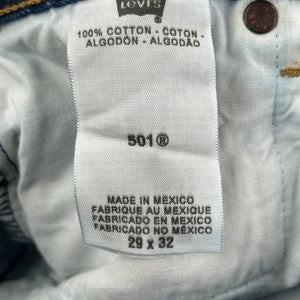 LEVI'S
100% COTTON - COTON -
ALGODÓN - ALGODÃO
501®
MADE IN MEXICO
FABRIQUE AU MEXIQUE
FABRICADO EN MEXICO
FABRICADO NO MÉXICO
29 x 32